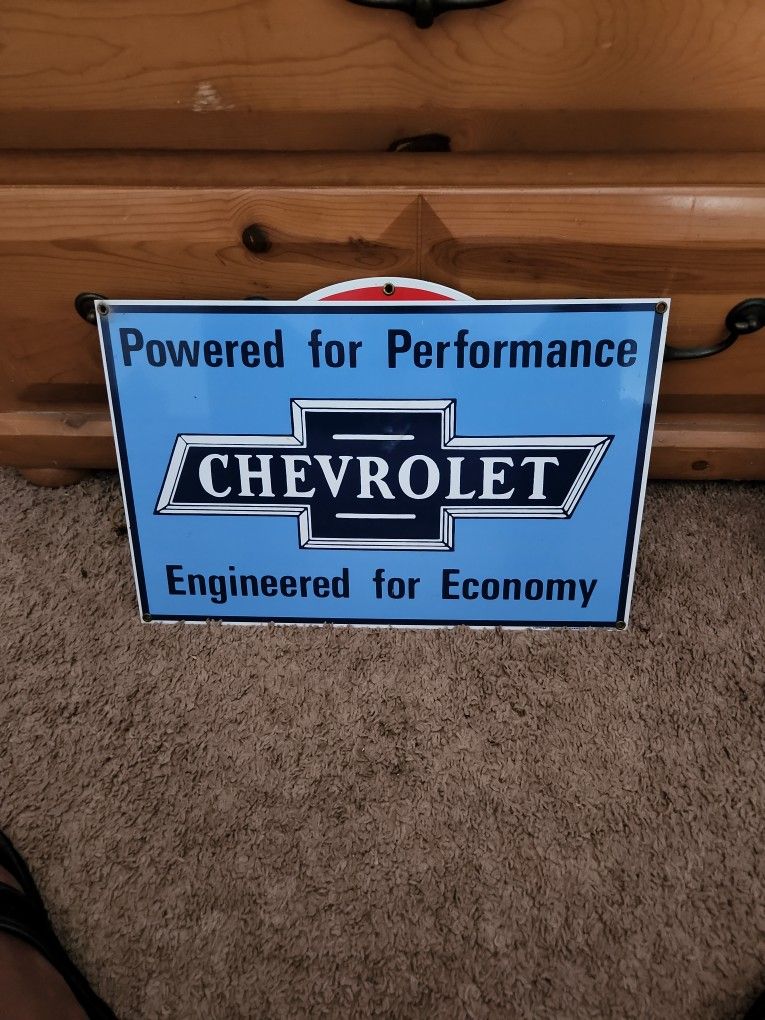 Powered for Performance
CHEVROLET
Engineered for Economy